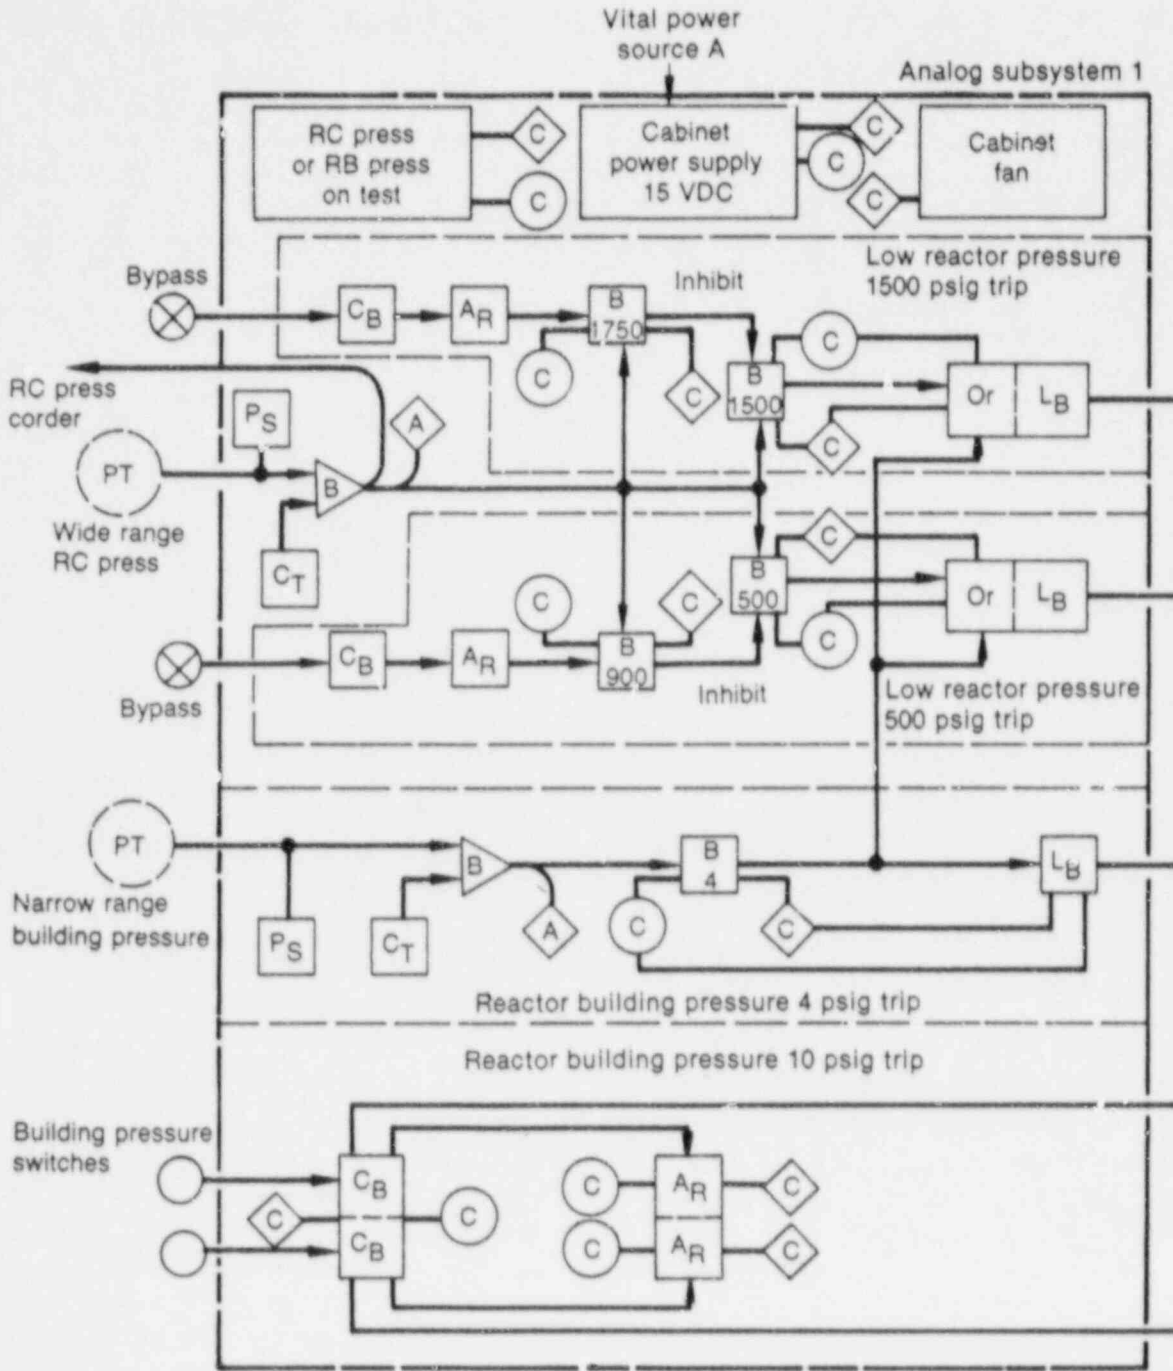 Vital power
source A
Analog subsystem 1
RC press
or RB press
on test
C
C
Cabinet
power supply
15 VDC
C
C
C
Cabinet
fan
Low reactor pressure
1500 psig trip
Bypass
CB
AR
B
1750
Inhibit
C
C
B
1500
C
C
Or
LB
RC press
corder
PS
A
PT
B
Wide range
RC press
CT
C
C
B
500
C
C
Or
LB
Bypass
CB
AR
B
900
Inhibit
Low reactor pressure
500 psig trip
PT
B
B
4
LB
Narrow range
building pressure
PS
CT
A
C
C
Reactor building pressure 4 psig trip
Reactor building pressure 10 psig trip
Building pressure
switches
CB
C
C
CB
C
AR
C
C
AR
C